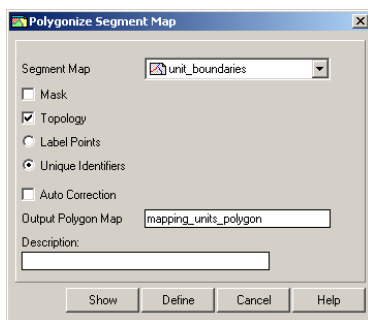 Polygonize Segment Map
Segment Map unit_boundaries
Mask
Topology
Label Points
Unique Identifiers
Auto Correction
Output Polygon Map mapping_units_polygon
Description:
Show Define Cancel Help